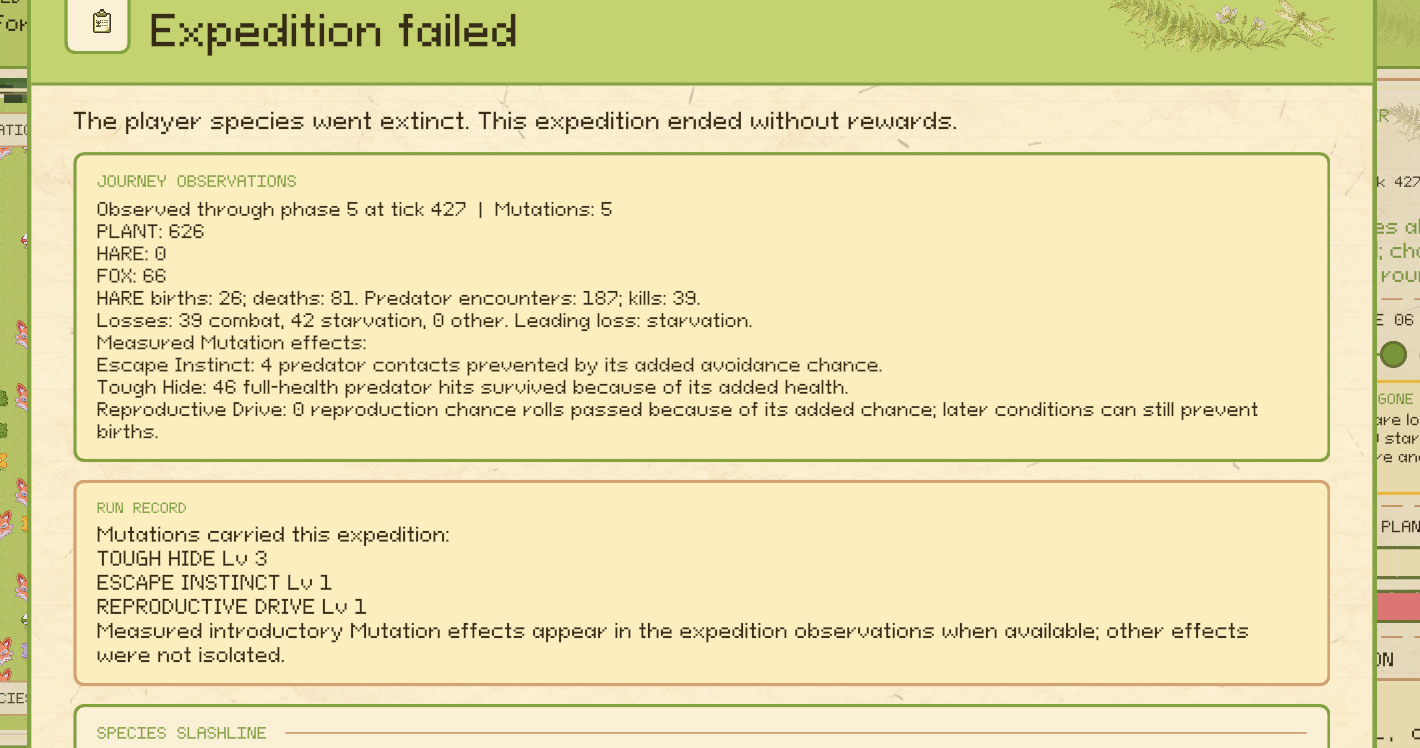 Expedition failed
The player species went extinct. This expedition ended without rewards.
JOURNEY OBSERVATIONS
Observed through phase 5 at tick 427 | Mutations: 5
PLANT: 626
HARE: 0
FOX: 66
HARE births: 26; deaths: 81. Predator encounters: 187; kills: 39.
Losses: 39 combat, 42 starvation, 0 other. Leading loss: starvation.
Measured Mutation effects:
Escape Instinct: 4 predator contacts prevented by its added avoidance chance.
Tough Hide: 46 full-health predator hits survived because of its added health.
Reproductive Drive: 0 reproduction chance rolls passed because of its added chance; later conditions can still prevent
births.
RUN RECORD
Mutations carried this expedition:
TOUGH HIDE Lv 3
ESCAPE INSTINCT Lv 1
REPRODUCTIVE DRIVE Lv 1
Measured introductory Mutation effects appear in the expedition observations when available; other effects
were not isolated.
SPECIES SLASHLINE
427
06
GONE
PLAN